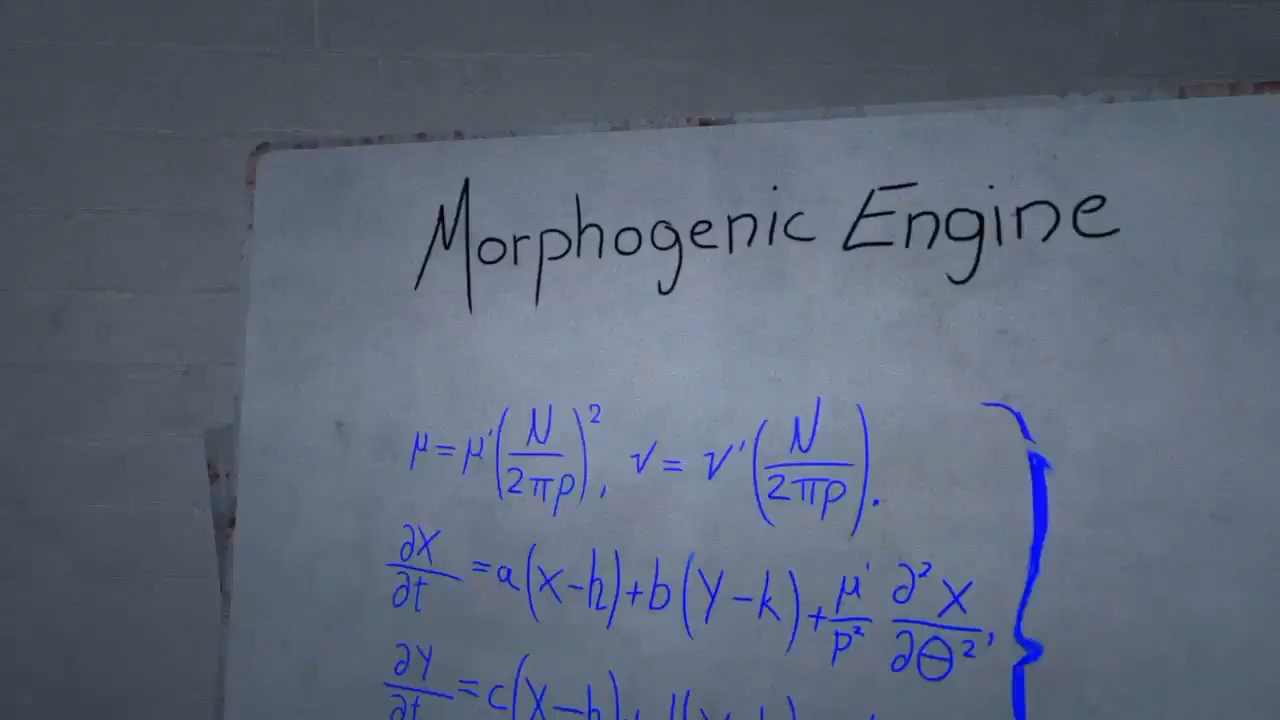 Morphogenic Engine
μ = μ'(N/2πρ)², ν = ν'(N/2πρ).
∂X/∂t = a(X-h)+b(Y-k)+μ'/ρ² ∂²X/∂θ²,
∂Y/∂t = c(X-h)